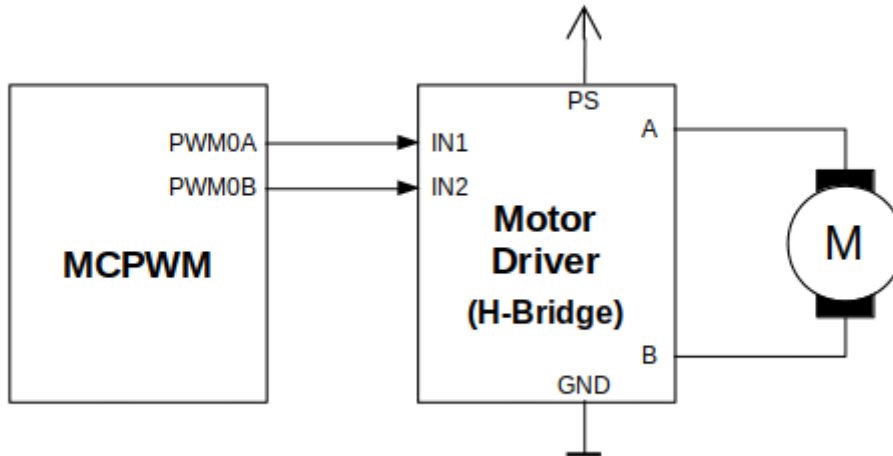 PS
PWM0A
IN1
A
PWM0B
IN2
Motor
Driver
MCPWM
M
(H-Bridge)
B
GND